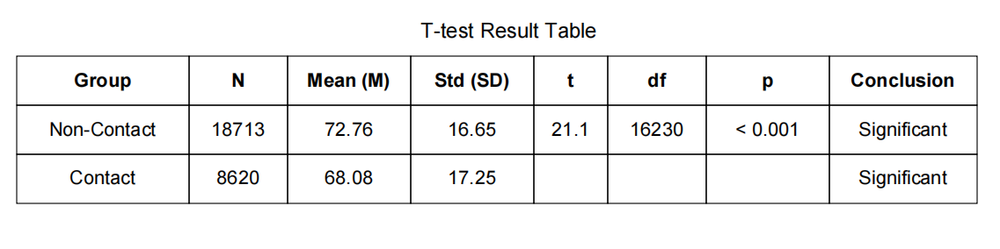 T-test Result Table
Group N Mean (M) Std (SD) t df p Conclusion
Non-Contact 18713 72.76 16.65 21.1 16230 < 0.001 Significant
Contact 8620 68.08 17.25 Significant